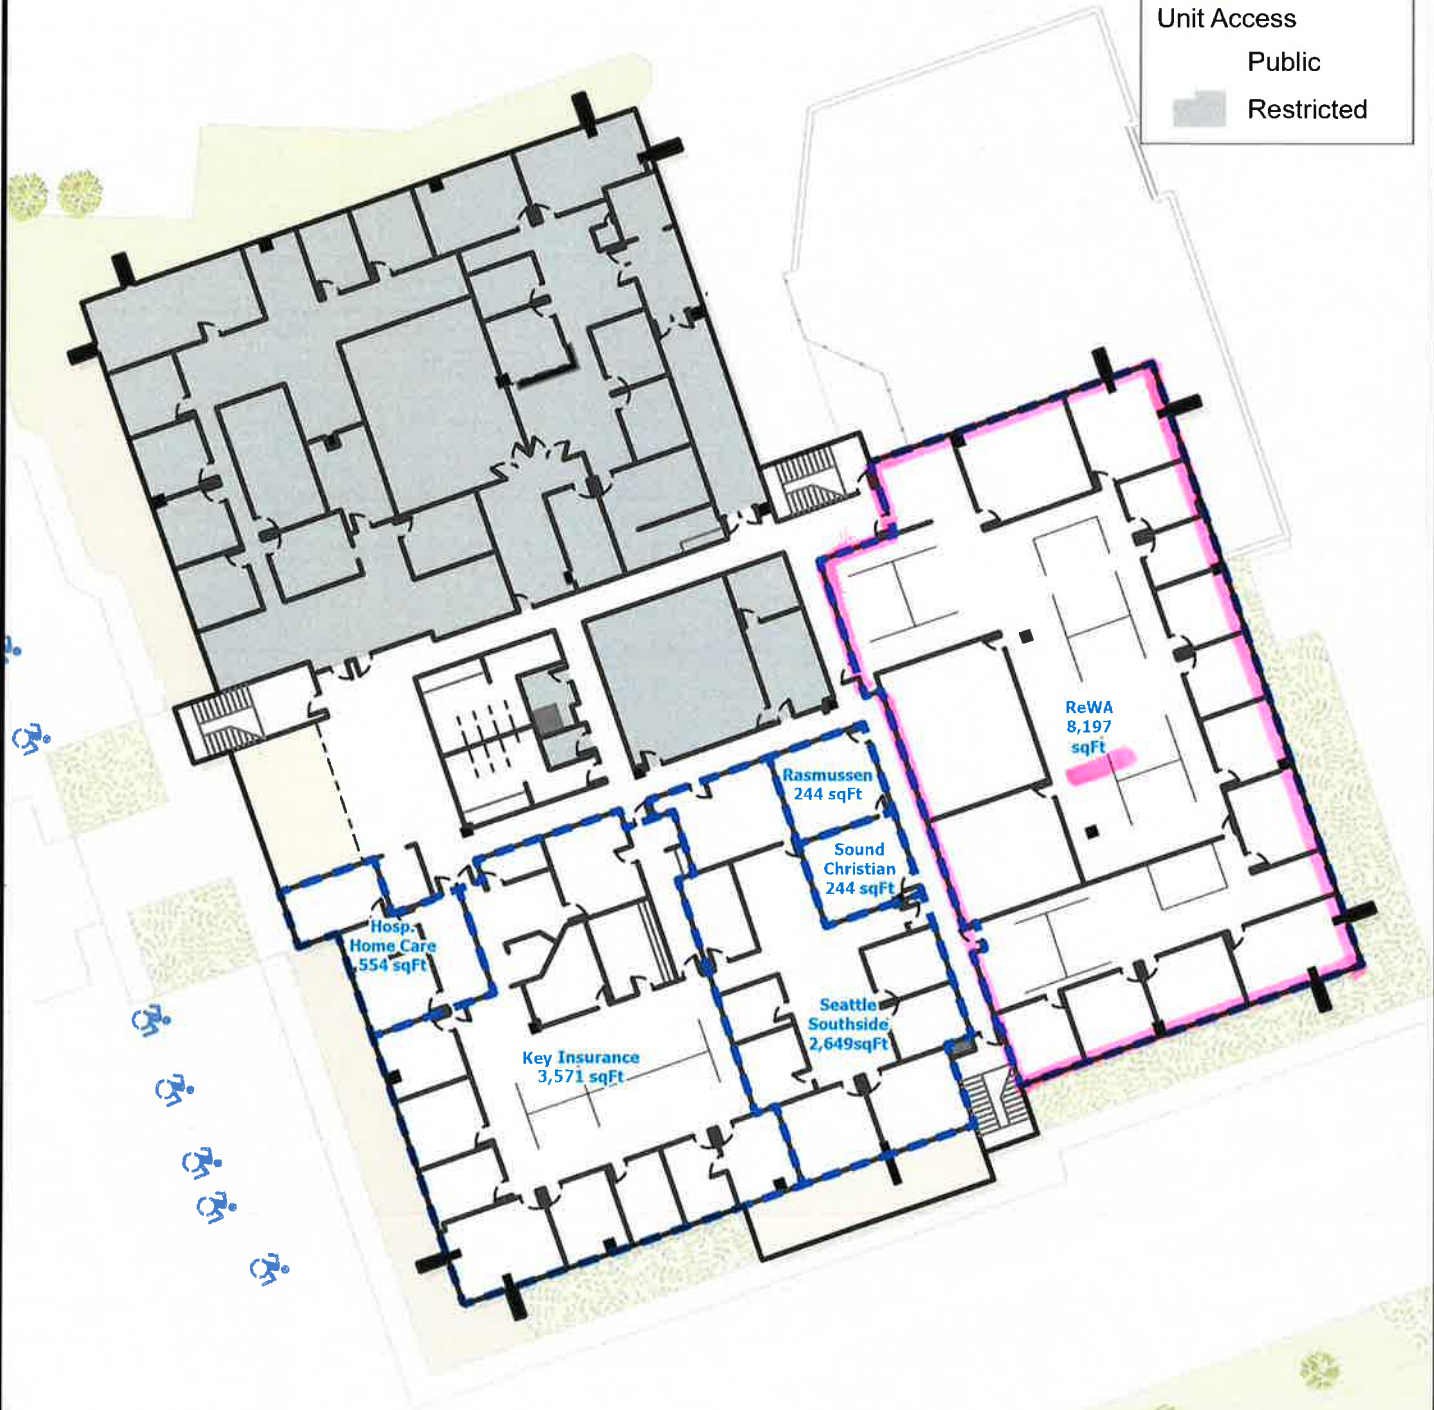 Unit Access
Public
Restricted
ReWA
8,197
sqFt
Rasmussen
244 sqFt
Sound
Christian
244 sqFt
Hosp.
Home Care
554 sqFt
Seattle
Southside
2,649sqFt
Key Insurance
3,571 sqFt